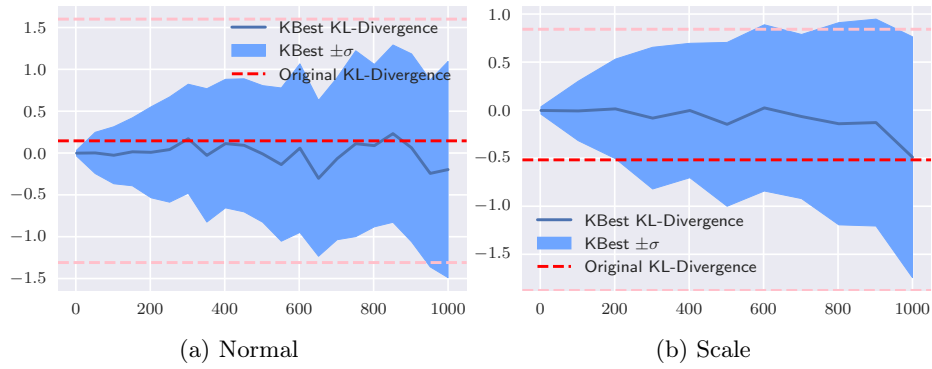 KBest KL-Divergence
KBest ±σ
Original KL-Divergence
1.5
1.0
0.5
0.0
−0.5
−1.0
−1.5
0 200 400 600 800 1000
(a) Normal
1.0
0.5
0.0
−0.5
−1.0
−1.5
KBest KL-Divergence
KBest ±σ
Original KL-Divergence
0 200 400 600 800 1000
(b) Scale